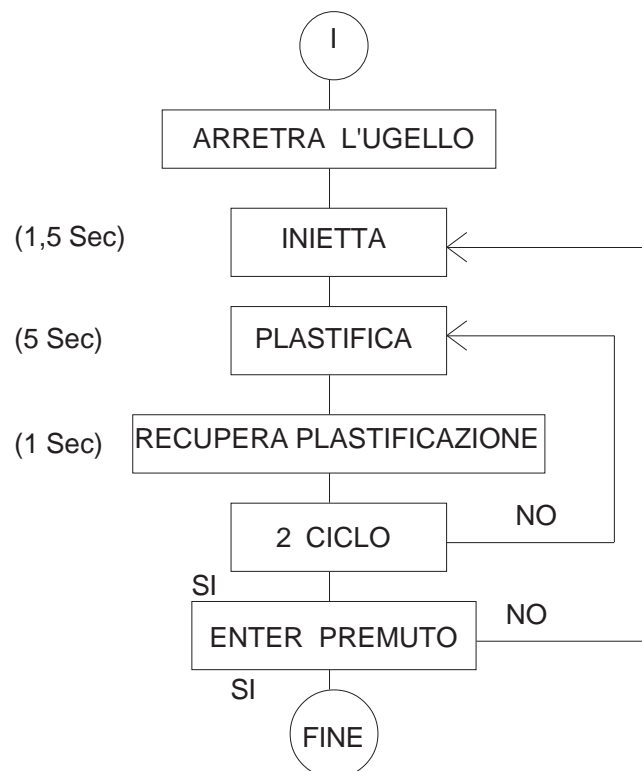 I
ARRETRA L'UGELLO
(1,5 Sec)
INIETTA
(5 Sec)
PLASTIFICA
(1 Sec)
RECUPERA PLASTIFICAZIONE
2 CICLO
NO
SI
ENTER PREMUTO
NO
SI
FINE